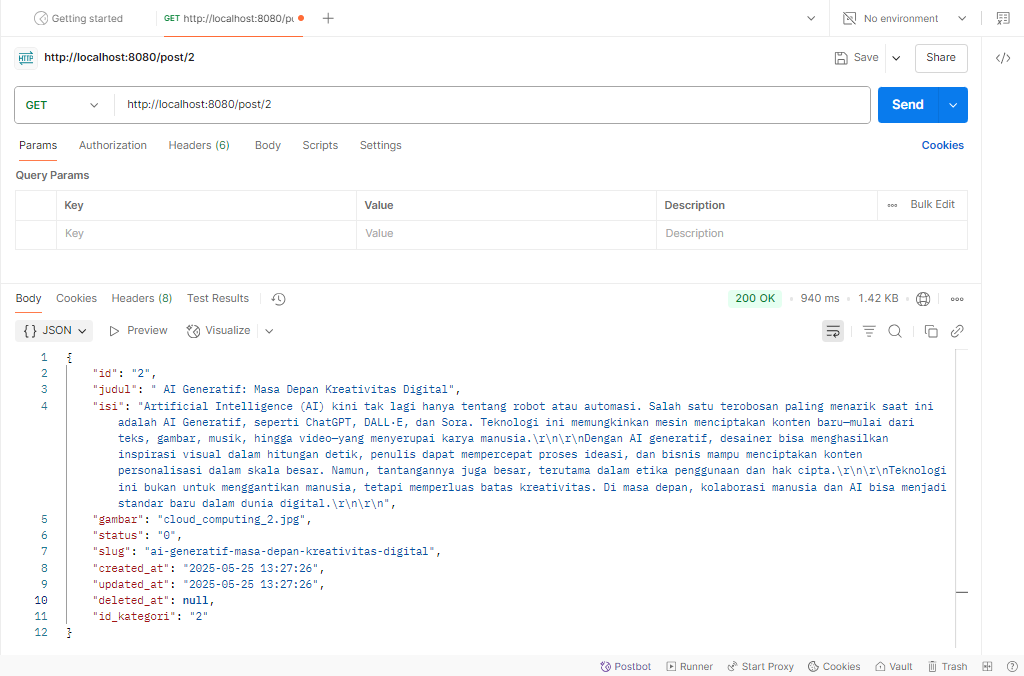 Getting started
GET http://localhost:8080/po
No environment
HTTP http://localhost:8080/post/2
Save
Share
GET http://localhost:8080/post/2
Send
Params Authorization Headers (6) Body Scripts Settings Cookies
Query Params
Key Value Description Bulk Edit
Key Value Description
Body Cookies Headers (8) Test Results 200 OK 940 ms 1.42 KB
{} JSON Preview Visualize
1 {
2 "id": "2",
3 "judul": " AI Generatif: Masa Depan Kreativitas Digital",
4 "isi": "Artificial Intelligence (AI) kini tak lagi hanya tentang robot atau automasi. Salah satu terobosan paling menarik saat ini
adalah AI Generatif, seperti ChatGPT, DALL·E, dan Sora. Teknologi ini memungkinkan mesin menciptakan konten baru—mulai dari
teks, gambar, musik, hingga video—yang menyerupai karya manusia.\r\n\r\nDengan AI generatif, desainer bisa menghasilkan
inspirasi visual dalam hitungan detik, penulis dapat mempercepat proses ideasi, dan bisnis mampu menciptakan konten
personalisasi dalam skala besar. Namun, tantangannya juga besar, terutama dalam etika penggunaan dan hak cipta.\r\n\r\nTeknologi
ini bukan untuk menggantikan manusia, tetapi memperluas batas kreativitas. Di masa depan, kolaborasi manusia dan AI bisa menjadi
standar baru dalam dunia digital.\r\n\r\n",
5 "gambar": "cloud_computing_2.jpg",
6 "status": "0",
7 "slug": "ai-generatif-masa-depan-kreativitas-digital",
8 "created_at": "2025-05-25 13:27:26",
9 "updated_at": "2025-05-25 13:27:26",
10 "deleted_at": null,
11 "id_kategori": "2"
12 }
Postbot Runner Start Proxy Cookies Vault Trash